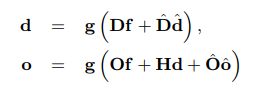 d = g(Df + D̂d̂),
o = g(Of + Hd + Ôô)